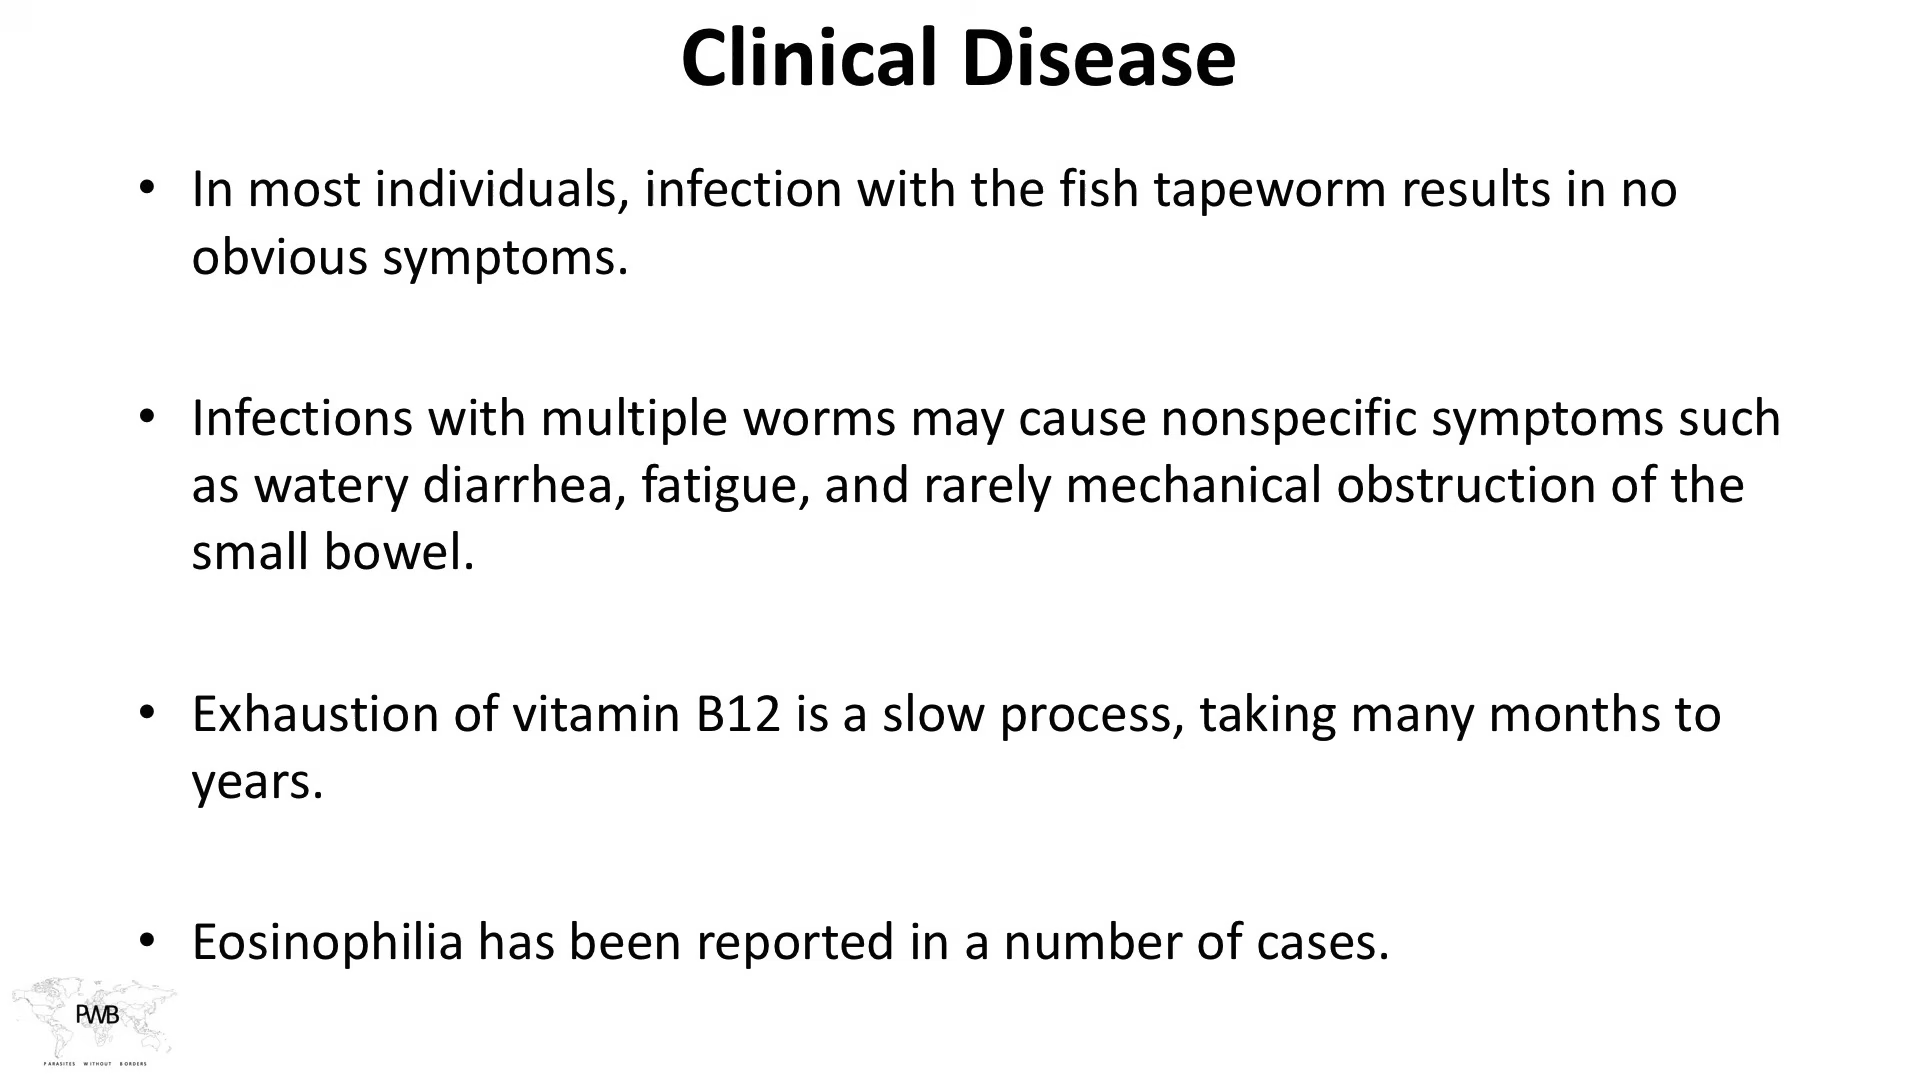 Clinical Disease
• In most individuals, infection with the fish tapeworm results in no
obvious symptoms.
• Infections with multiple worms may cause nonspecific symptoms such
as watery diarrhea, fatigue, and rarely mechanical obstruction of the
small bowel.
• Exhaustion of vitamin B12 is a slow process, taking many months to
years.
• Eosinophilia has been reported in a number of cases.
PWB
PARASITES WITHOUT BORDERS